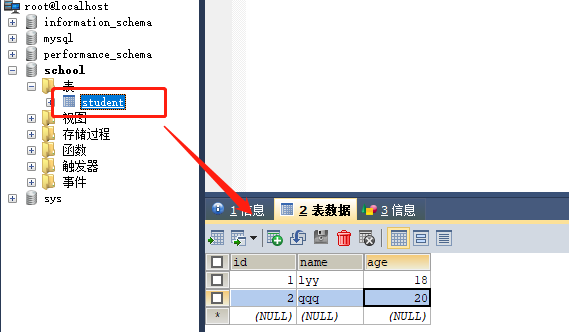 root@localhost
information_schema
mysql
performance_schema
school
表
student
视图
存储过程
函数
触发器
事件
sys
1 信息 2 表数据 3 信息
id name age
1 lyy 18
2 qqq 20
* (NULL) (NULL) (NULL)